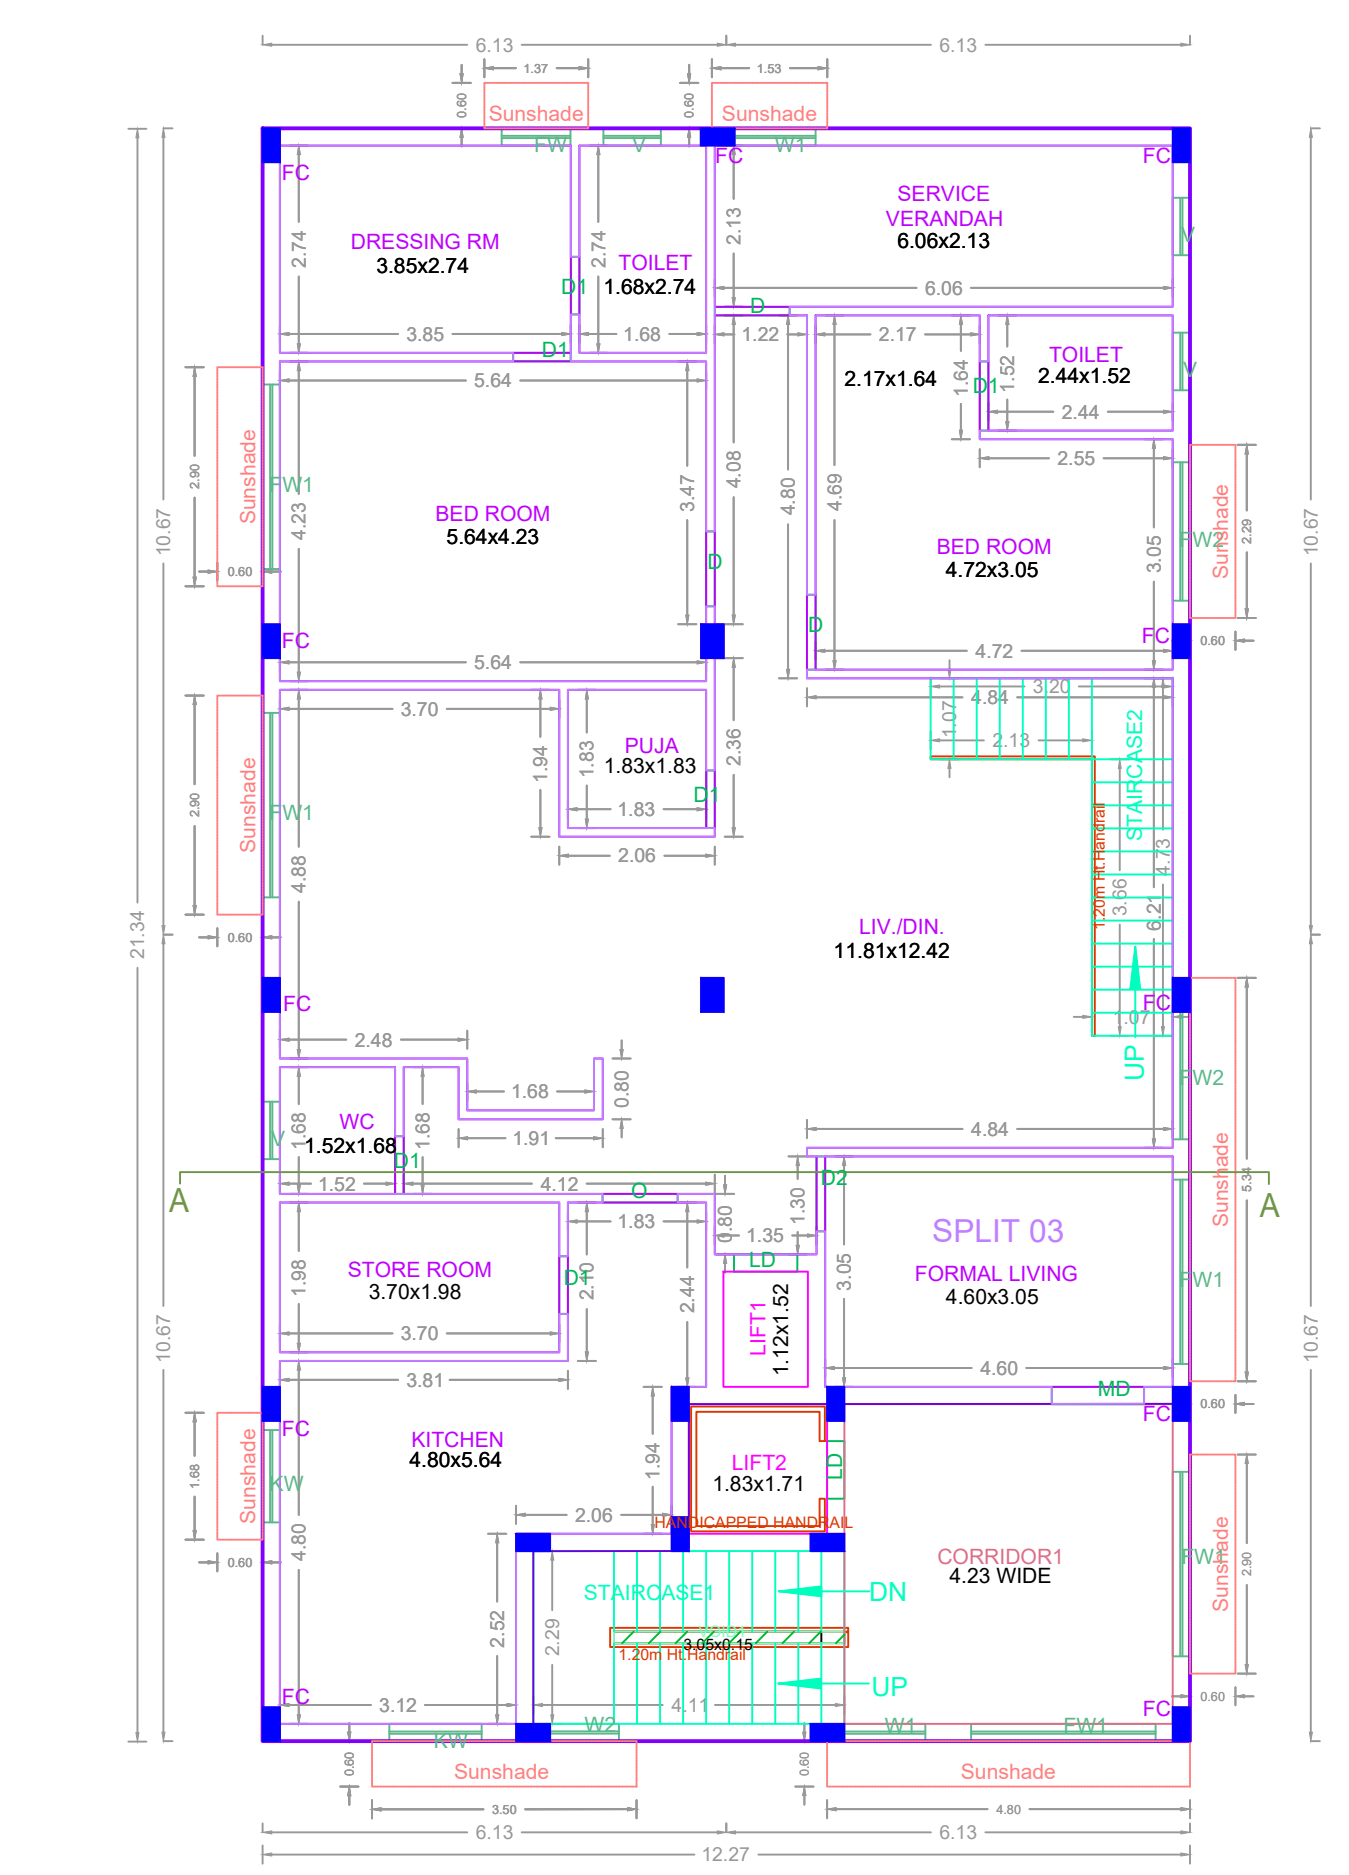 6.13
6.13
1.37
1.53
0.60
0.60
Sunshade
Sunshade
FW
V
W1
FC
FC
FC
SERVICE
VERANDAH
6.06x2.13
2.13
DRESSING RM
3.85x2.74
2.74
2.74
TOILET
1.68x2.74
V
D1
6.06
D
3.85
1.68
1.22
2.17
D1
TOILET
2.44x1.52
V
5.64
2.17x1.64
1.64
1.52
D1
2.44
2.55
2.90
Sunshade
FW1
4.23
3.47
4.08
4.80
4.69
BED ROOM
5.64x4.23
10.67
10.67
BED ROOM
4.72x3.05
3.05
FW2
Sunshade
2.29
0.60
D
D
FC
FC
0.60
4.72
5.64
3.70
3.20
4.84
1.07
2.13
STAIRCASE2
PUJA
1.83x1.83
1.94
1.83
2.36
D1
1.83
2.06
2.90
Sunshade
FW1
4.88
4.73
3.66
6.21
1.20m Ht.Handrail
21.34
LIV./DIN.
11.81x12.42
0.60
FC
FC
1.07
UP
2.48
1.68
0.80
1.91
FW2
WC
1.52x1.68
1.68
1.68
V
D1
4.84
1.52
4.12
O
D2
A
A
5.34
Sunshade
1.83
0.80
1.30
1.35
SPLIT 03
FORMAL LIVING
4.60x3.05
STORE ROOM
3.70x1.98
1.98
D1
2.40
2.44
LD
3.05
FW1
LIFT1
1.12x1.52
10.67
10.67
3.70
3.81
4.60
MD
0.60
FC
FC
1.68
Sunshade
KW
KITCHEN
4.80x5.64
1.94
LIFT2
1.83x1.71
LD
2.06
HANDICAPPED HANDRAIL
0.60
4.80
CORRIDOR1
4.23 WIDE
FW1
Sunshade
2.90
STAIRCASE1
DN
2.52
2.29
3.05x0.15
1.20m Ht.Handrail
UP
FC
FC
0.60
3.12
4.11
KW
W2
W1
FW1
0.60
0.60
Sunshade
Sunshade
3.50
4.80
6.13
6.13
12.27